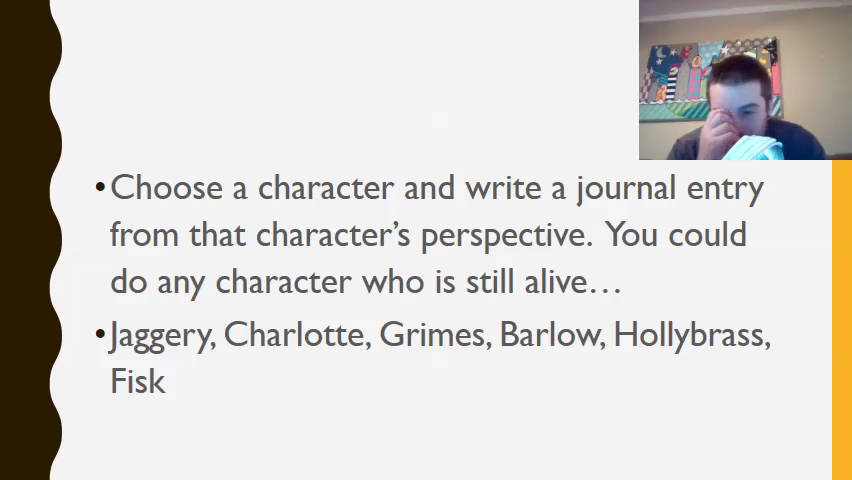 •Choose a character and write a journal entry
from that character’s perspective. You could
do any character who is still alive…
•Jaggery, Charlotte, Grimes, Barlow, Hollybrass,
Fisk